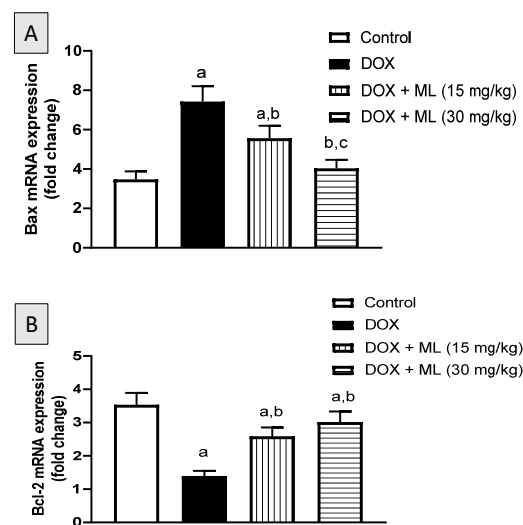 A
Bax mRNA expression
(fold change)
10
8
6
4
2
0
a
a,b
b,c
Control
DOX
DOX + ML (15 mg/kg)
DOX + ML (30 mg/kg)
B
Bcl-2 mRNA expression
(fold change)
5
4
3
2
1
0
a
a,b
a,b
Control
DOX
DOX + ML (15 mg/kg)
DOX + ML (30 mg/kg)